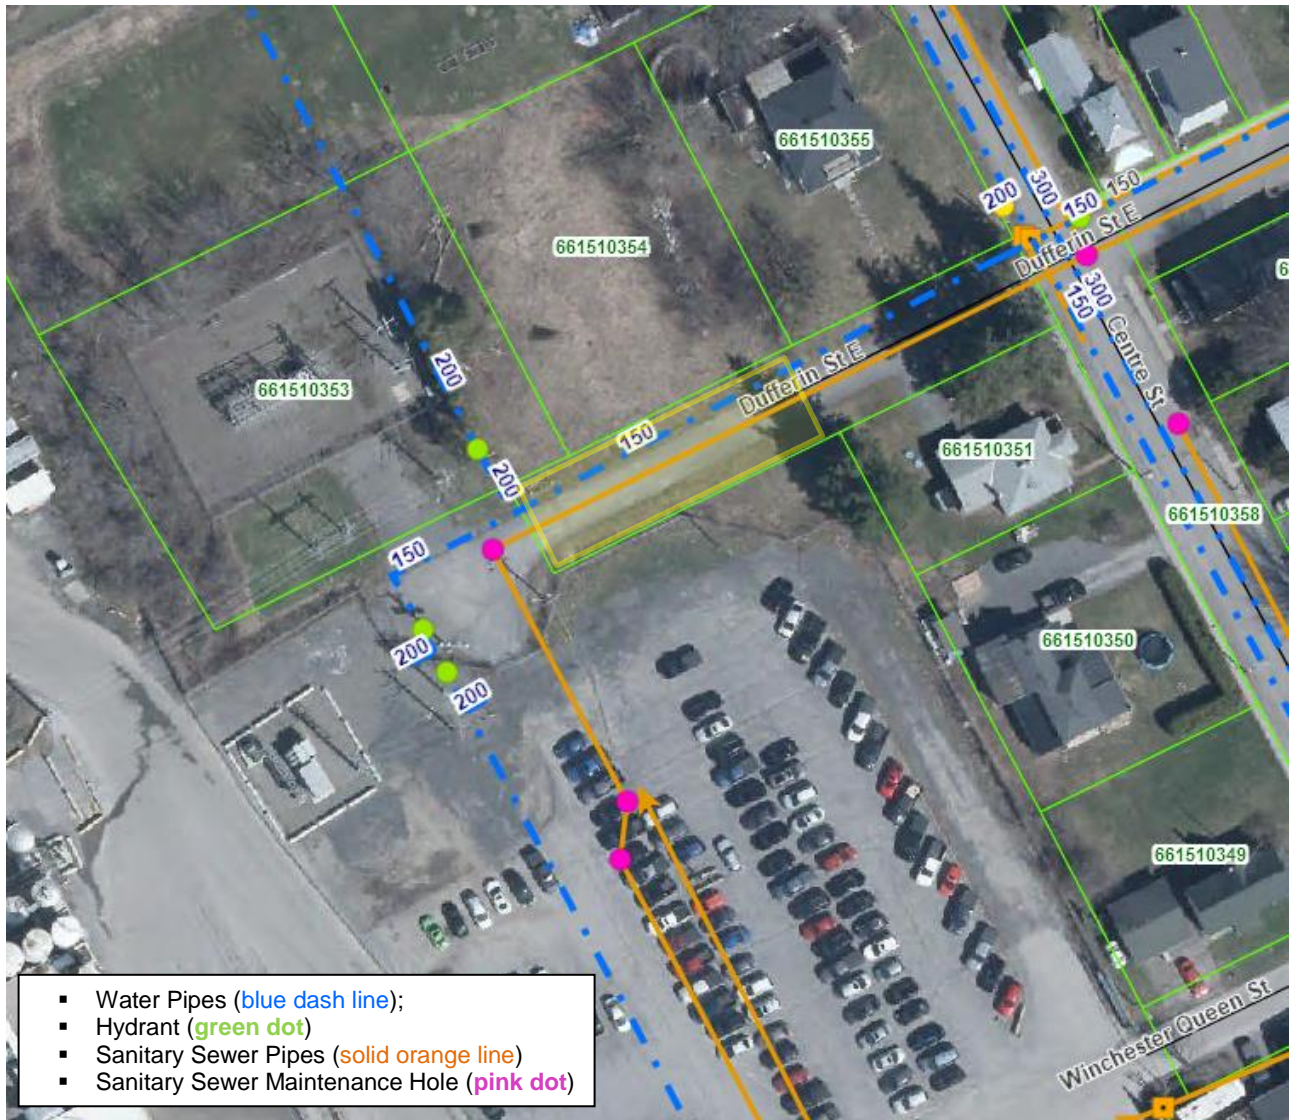 661510355
200
300
150
150
Dufferin St E
661510354
300
150
Centre St
200
661510353
Dufferin St E
150
661510351
200
661510358
150
200
661510350
200
661510349
Winchester Queen St
▪ Water Pipes (blue dash line);
▪ Hydrant (green dot)
▪ Sanitary Sewer Pipes (solid orange line)
▪ Sanitary Sewer Maintenance Hole (pink dot)